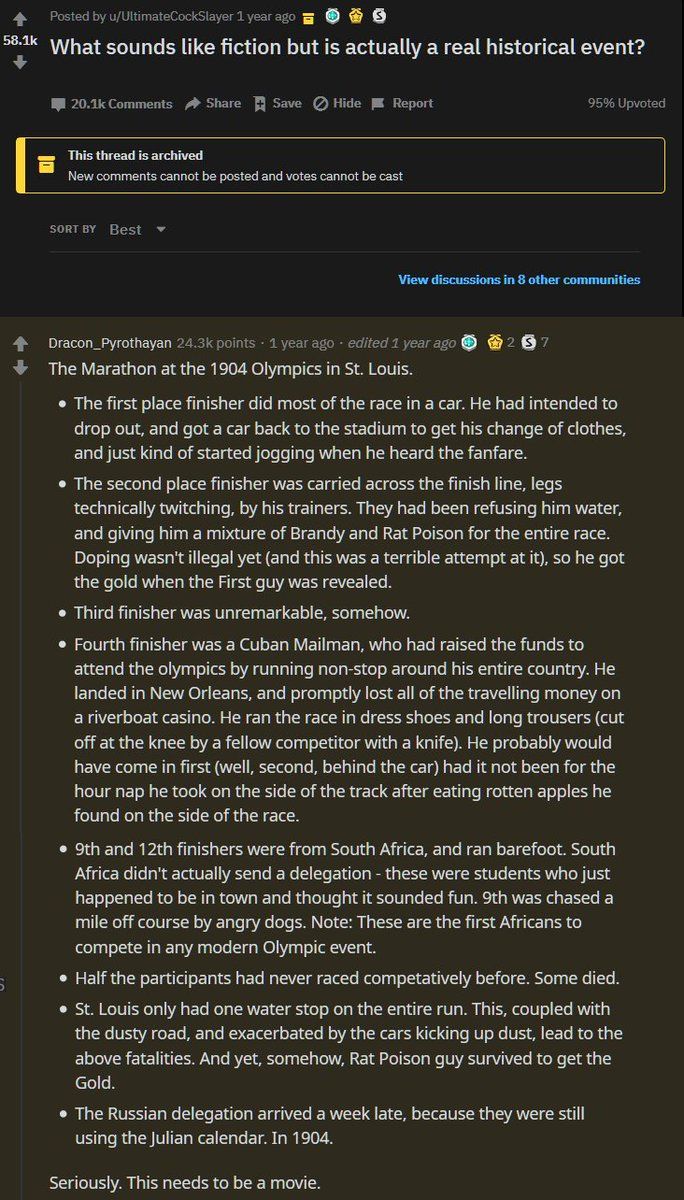 Posted by u/UltimateCockSlayer 1 year ago
58.1k
What sounds like fiction but is actually a real historical event?
20.1k Comments Share Save Hide Report 95% Upvoted
This thread is archived
New comments cannot be posted and votes cannot be cast
SORT BY Best
View discussions in 8 other communities
Dracon_Pyrothayan 24.3k points · 1 year ago · edited 1 year ago 2 S 7
The Marathon at the 1904 Olympics in St. Louis.
• The first place finisher did most of the race in a car. He had intended to
drop out, and got a car back to the stadium to get his change of clothes,
and just kind of started jogging when he heard the fanfare.
• The second place finisher was carried across the finish line, legs
technically twitching, by his trainers. They had been refusing him water,
and giving him a mixture of Brandy and Rat Poison for the entire race.
Doping wasn't illegal yet (and this was a terrible attempt at it), so he got
the gold when the First guy was revealed.
• Third finisher was unremarkable, somehow.
• Fourth finisher was a Cuban Mailman, who had raised the funds to
attend the olympics by running non-stop around his entire country. He
landed in New Orleans, and promptly lost all of the travelling money on
a riverboat casino. He ran the race in dress shoes and long trousers (cut
off at the knee by a fellow competitor with a knife). He probably would
have come in first (well, second, behind the car) had it not been for the
hour nap he took on the side of the track after eating rotten apples he
found on the side of the race.
• 9th and 12th finishers were from South Africa, and ran barefoot. South
Africa didn't actually send a delegation - these were students who just
happened to be in town and thought it sounded fun. 9th was chased a
mile off course by angry dogs. Note: These are the first Africans to
compete in any modern Olympic event.
• Half the participants had never raced competatively before. Some died.
• St. Louis only had one water stop on the entire run. This, coupled with
the dusty road, and exacerbated by the cars kicking up dust, lead to the
above fatalities. And yet, somehow, Rat Poison guy survived to get the
Gold.
• The Russian delegation arrived a week late, because they were still
using the Julian calendar. In 1904.
Seriously. This needs to be a movie.